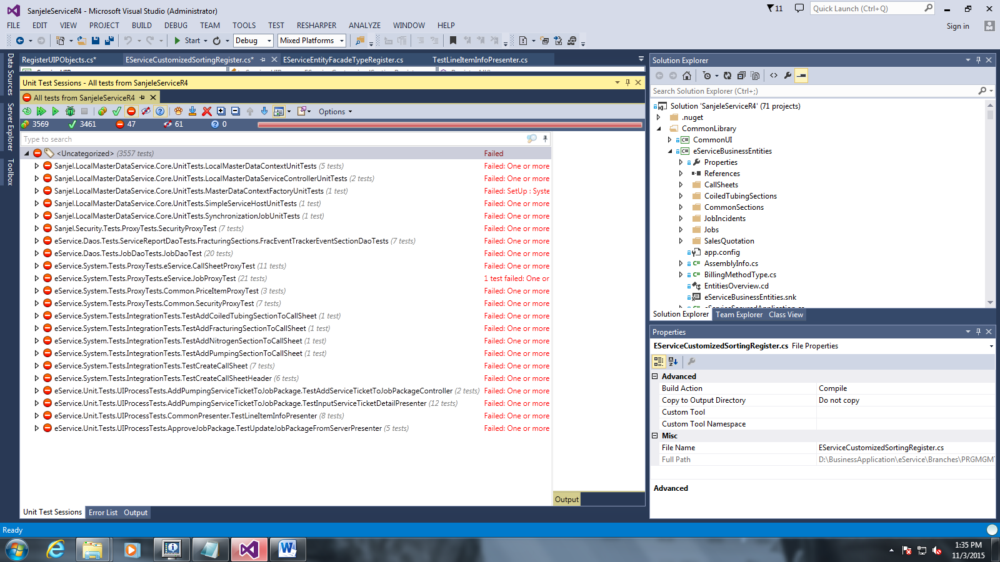 SanjeleServiceR4 - Microsoft Visual Studio (Administrator)
11
Quick Launch (Ctrl+Q)
FILE EDIT VIEW PROJECT BUILD DEBUG TEAM TOOLS TEST RESHARPER ANALYZE WINDOW HELP
Sign in
Start Debug Mixed Platforms
Data Sources
Server Explorer
Toolbox
RegisterUIPObjects.cs* EServiceCustomizedSortingRegister.cs* EServiceEntityFacadeTypeRegister.cs TestLineItemInfoPresenter.cs
Unit Test Sessions - All tests from SanjeleServiceR4
All tests from SanjeleServiceR4
Options
3569 3461 47 61 0
Type to search
<Uncategorized> (3557 tests) Failed
Sanjel.LocalMasterDataService.Core.UnitTests.LocalMasterDataContextUnitTests (5 tests) Failed: One or more
Sanjel.LocalMasterDataService.Core.UnitTests.LocalMasterDataServiceControllerUnitTests (2 tests) Failed: One or more
Sanjel.LocalMasterDataService.Core.UnitTests.MasterDataContextFactoryUnitTests (1 test) Failed: SetUp : Syste
Sanjel.LocalMasterDataService.Core.UnitTests.SimpleServiceHostUnitTests (1 test) Failed: One or more
Sanjel.LocalMasterDataService.Core.UnitTests.SynchronizationJobUnitTests (1 test) Failed: One or more
Sanjel.Security.Tests.ProxyTests.SecurityProxyTest (7 tests) Failed: One or more
eService.Daos.Tests.ServiceReportDaoTests.FracturingSections.FracEventTrackerEventSectionDaoTests (7 tests) Failed: One or more
eService.Daos.Tests.JobDaoTests.JobDaoTest (20 tests) Failed: One or more
eService.System.Tests.ProxyTests.eService.CallSheetProxyTest (11 tests) Failed: One or more
eService.System.Tests.ProxyTests.eService.JobProxyTest (21 tests) 1 test failed: One or
eService.System.Tests.ProxyTests.Common.PriceItemProxyTest (3 tests) Failed: One or more
eService.System.Tests.ProxyTests.Common.SecurityProxyTest (7 tests) Failed: One or more
eService.System.Tests.IntegrationTests.TestAddCoiledTubingSectionToCallSheet (1 test) Failed: One or more
eService.System.Tests.IntegrationTests.TestAddFracturingSectionToCallSheet (1 test) Failed: One or more
eService.System.Tests.IntegrationTests.TestAddNitrogenSectionToCallSheet (1 test) Failed: One or more
eService.System.Tests.IntegrationTests.TestAddPumpingSectionToCallSheet (1 test) Failed: One or more
eService.System.Tests.IntegrationTests.TestCreateCallSheet (7 tests) Failed: One or more
eService.System.Tests.IntegrationTests.TestCreateCallSheetHeader (6 tests) Failed: One or more
eService.Unit.Tests.UIProcessTests.AddPumpingServiceTicketToJobPackage.TestAddServiceTicketToJobPackageController (2 tests) Failed: One or more
eService.Unit.Tests.UIProcessTests.AddPumpingServiceTicketToJobPackage.TestInputServiceTicketDetailPresenter (12 tests) Failed: One or more
eService.Unit.Tests.UIProcessTests.CommonPresenter.TestLineItemInfoPresenter (8 tests) Failed: One or more
eService.Unit.Tests.UIProcessTests.ApproveJobPackage.TestUpdateJobPackageFromServerPresenter (5 tests) Failed: One or more
Output
Unit Test Sessions Error List Output
Solution Explorer
Search Solution Explorer (Ctrl+;)
Solution 'SanjeleServiceR4' (71 projects)
.nuget
CommonLibrary
CommonUI
eServiceBusinessEntities
Properties
References
CallSheets
CoiledTubingSections
CommonSections
JobIncidents
Jobs
SalesQuotation
app.config
AssemblyInfo.cs
BillingMethodType.cs
EntitiesOverview.cd
eServiceBusinessEntities.snk
Solution Explorer Team Explorer Class View
Properties
EServiceCustomizedSortingRegister.cs File Properties
Advanced
Build Action Compile
Copy to Output Directory Do not copy
Custom Tool
Custom Tool Namespace
Misc
File Name EServiceCustomizedSortingRegister.cs
Full Path D:\BusinessApplication\eService\Branches\PRGMGM
Advanced
Ready
1:35 PM
11/3/2015